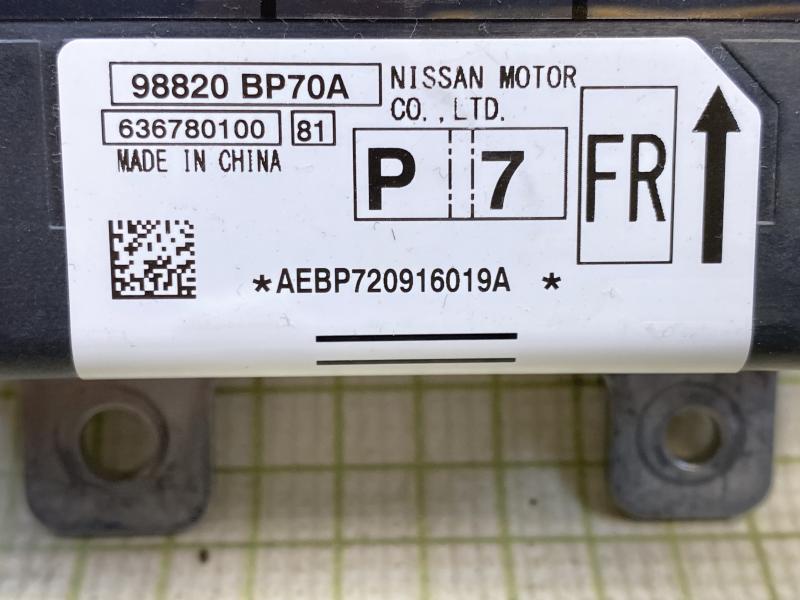 98820 BP70A
NISSAN MOTOR
CO.,LTD.
636780100 81
MADE IN CHINA
P 7
FR
*AEBP720916019A *